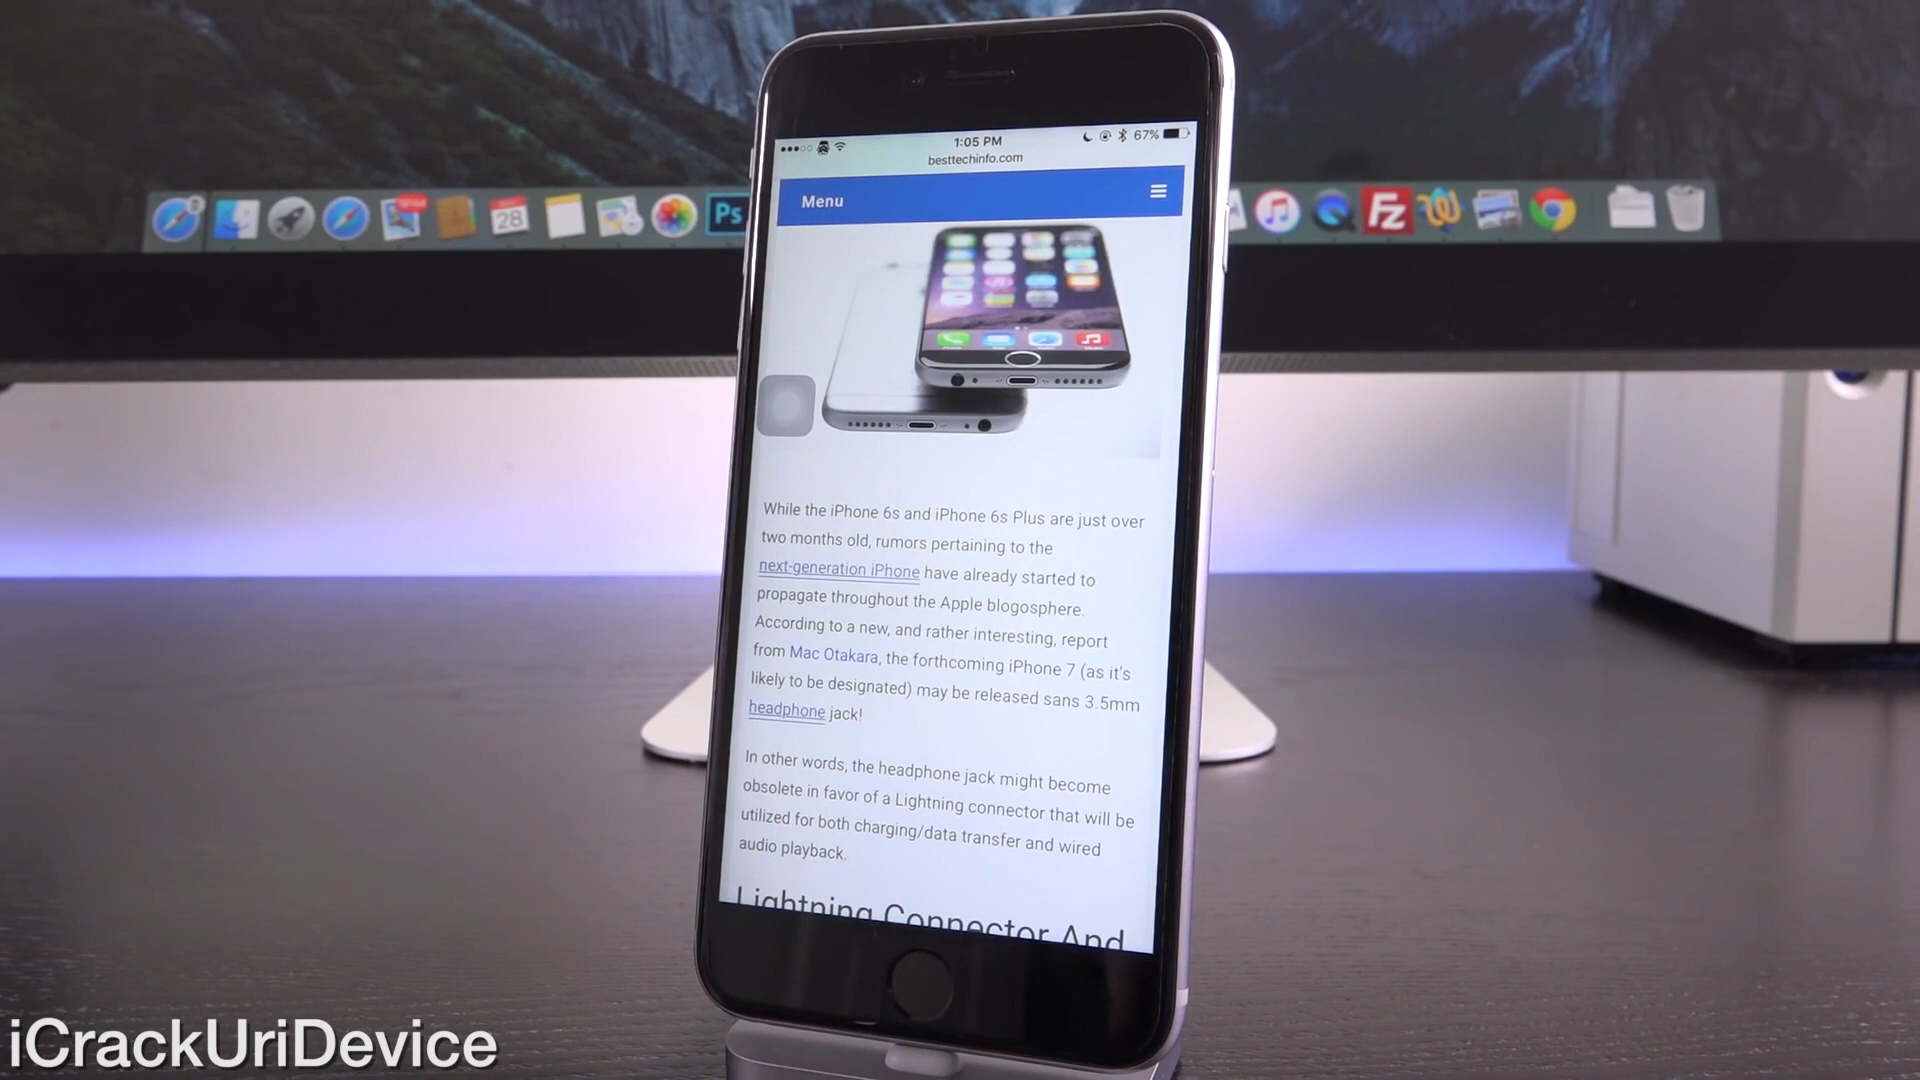 1:05 PM
67%
besttechinfo.com
Menu
28
Ps
FZ
While the iPhone 6s and iPhone 6s Plus are just over
two months old, rumors pertaining to the
next-generation iPhone have already started to
propagate throughout the Apple blogosphere.
According to a new, and rather interesting, report
from Mac Otakara, the forthcoming iPhone 7 (as it's
likely to be designated) may be released sans 3.5mm
headphone jack!
In other words, the headphone jack might become
obsolete in favor of a Lightning connector that will be
utilized for both charging/data transfer and wired
audio playback.
Lightning Connector And
iCrackUriDevice